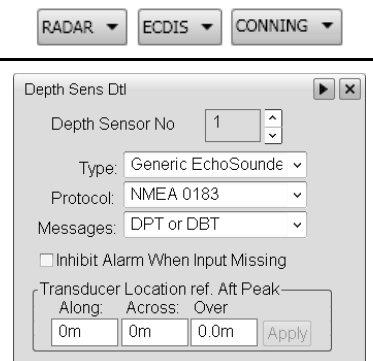 RADAR ECDIS CONNING
Depth Sens Dtl
Depth Sensor No 1
Type: Generic EchoSounde
Protocol: NMEA 0183
Messages: DPT or DBT
Inhibit Alarm When Input Missing
Transducer Location ref. Aft Peak
Along: Across: Over
0m 0m 0.0m Apply